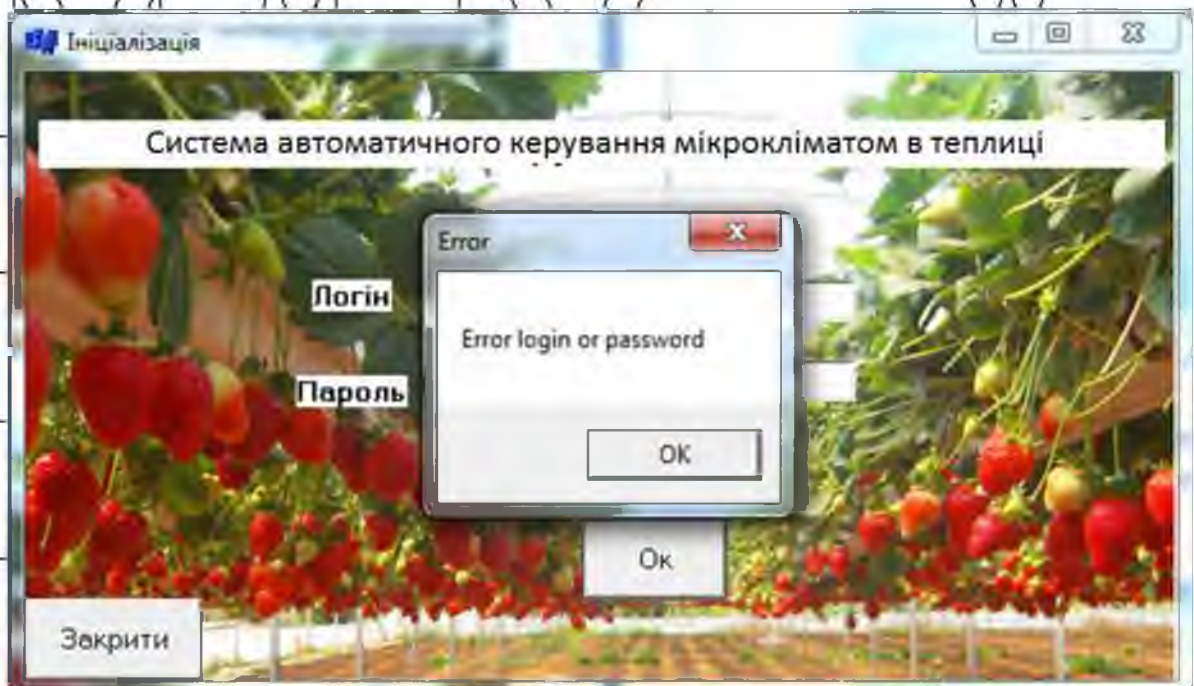 Ініціалізація
Система автоматичного керування мікрокліматом в теплиці
Error
Логін
Error login or password
Пароль
OK
Ок
Закрити